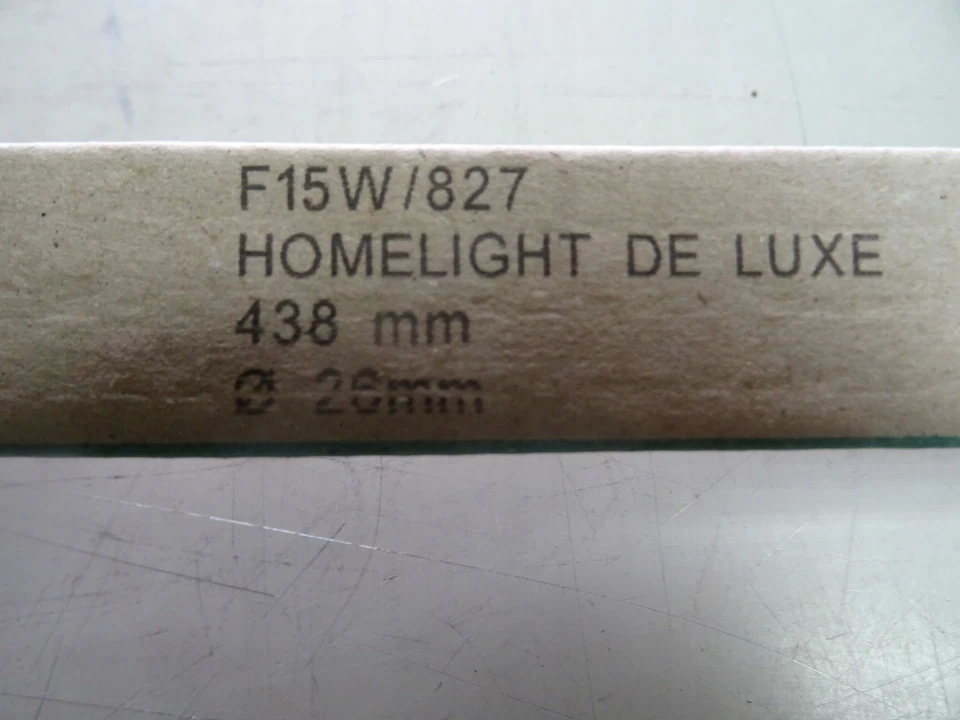 F15W/827
HOMELIGHT DE LUXE
438 mm
Ø 26mm